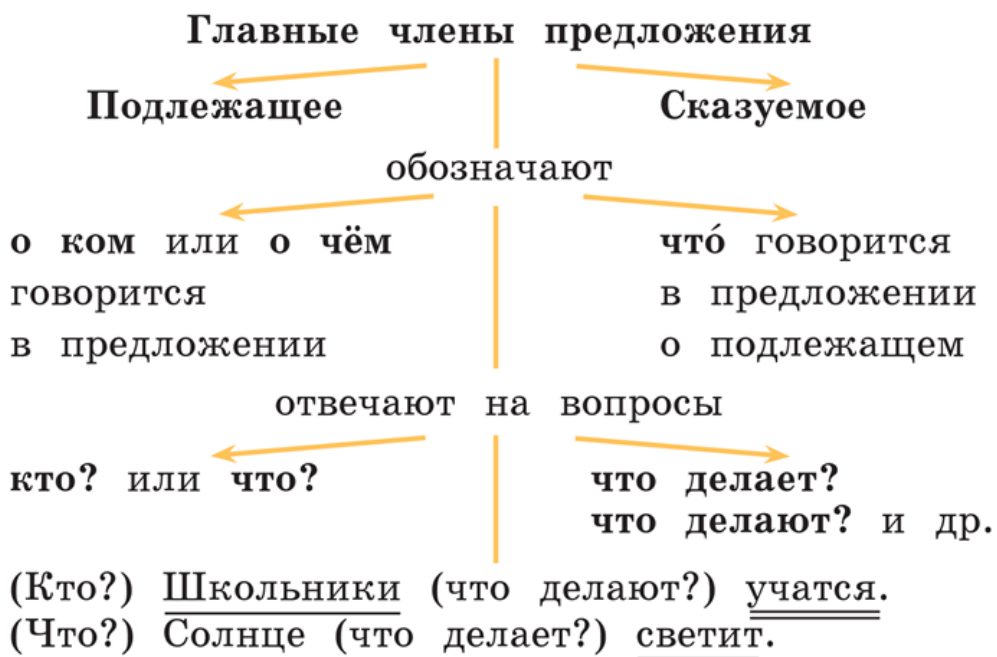 Главные члены предложения
Подлежащее Сказуемое
обозначают
о ком или о чём что́ говорится
говорится в предложении
в предложении о подлежащем
отвечают на вопросы
кто? или что? что делает?
что делают? и др.
(Кто?) Школьники (что делают?) учатся.
(Что?) Солнце (что делает?) светит.